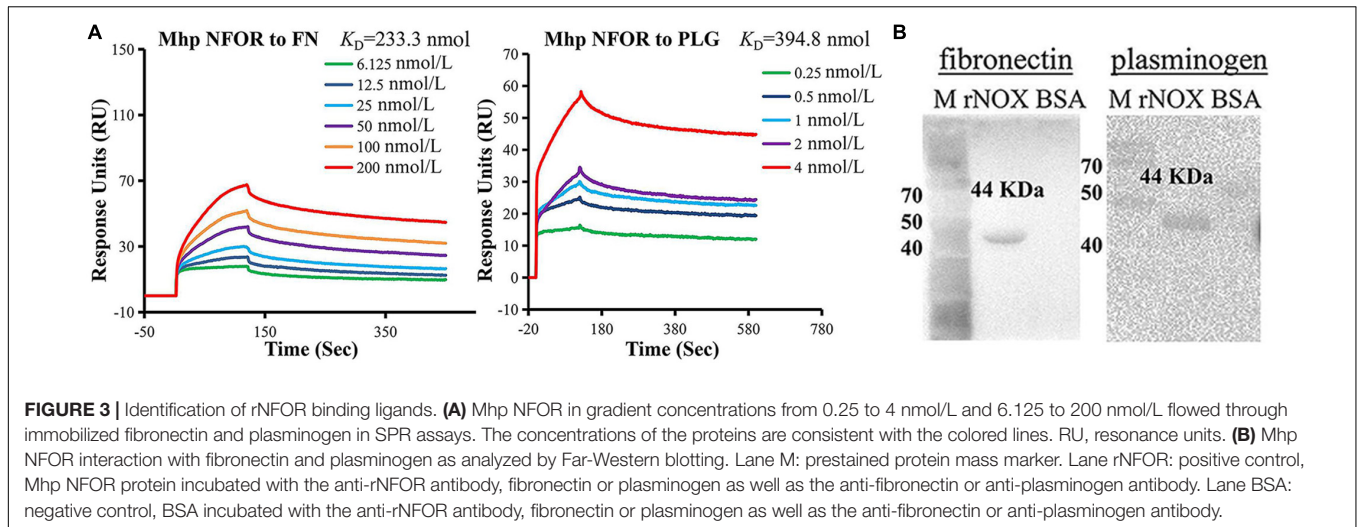 A
Mhp NFOR to FN K_D=233.3 nmol
150
110
70
30
-10
Response Units (RU)
6.125 nmol/L
12.5 nmol/L
25 nmol/L
50 nmol/L
100 nmol/L
200 nmol/L
-50 150 350
Time (Sec)
Mhp NFOR to PLG K_D=394.8 nmol
70
60
50
40
30
20
10
0
-10
Response Units (RU)
0.25 nmol/L
0.5 nmol/L
1 nmol/L
2 nmol/L
4 nmol/L
-20 180 380 580 780
Time (Sec)
B
fibronectin
M rNOX BSA
70
50
40
44 KDa
plasminogen
M rNOX BSA
70
50
40
44 KDa
FIGURE 3 | Identification of rNFOR binding ligands. (A) Mhp NFOR in gradient concentrations from 0.25 to 4 nmol/L and 6.125 to 200 nmol/L flowed through
immobilized fibronectin and plasminogen in SPR assays. The concentrations of the proteins are consistent with the colored lines. RU, resonance units. (B) Mhp
NFOR interaction with fibronectin and plasminogen as analyzed by Far-Western blotting. Lane M: prestained protein mass marker. Lane rNFOR: positive control,
Mhp NFOR protein incubated with the anti-rNFOR antibody, fibronectin or plasminogen as well as the anti-fibronectin or anti-plasminogen antibody. Lane BSA:
negative control, BSA incubated with the anti-rNFOR antibody, fibronectin or plasminogen as well as the anti-fibronectin or anti-plasminogen antibody.